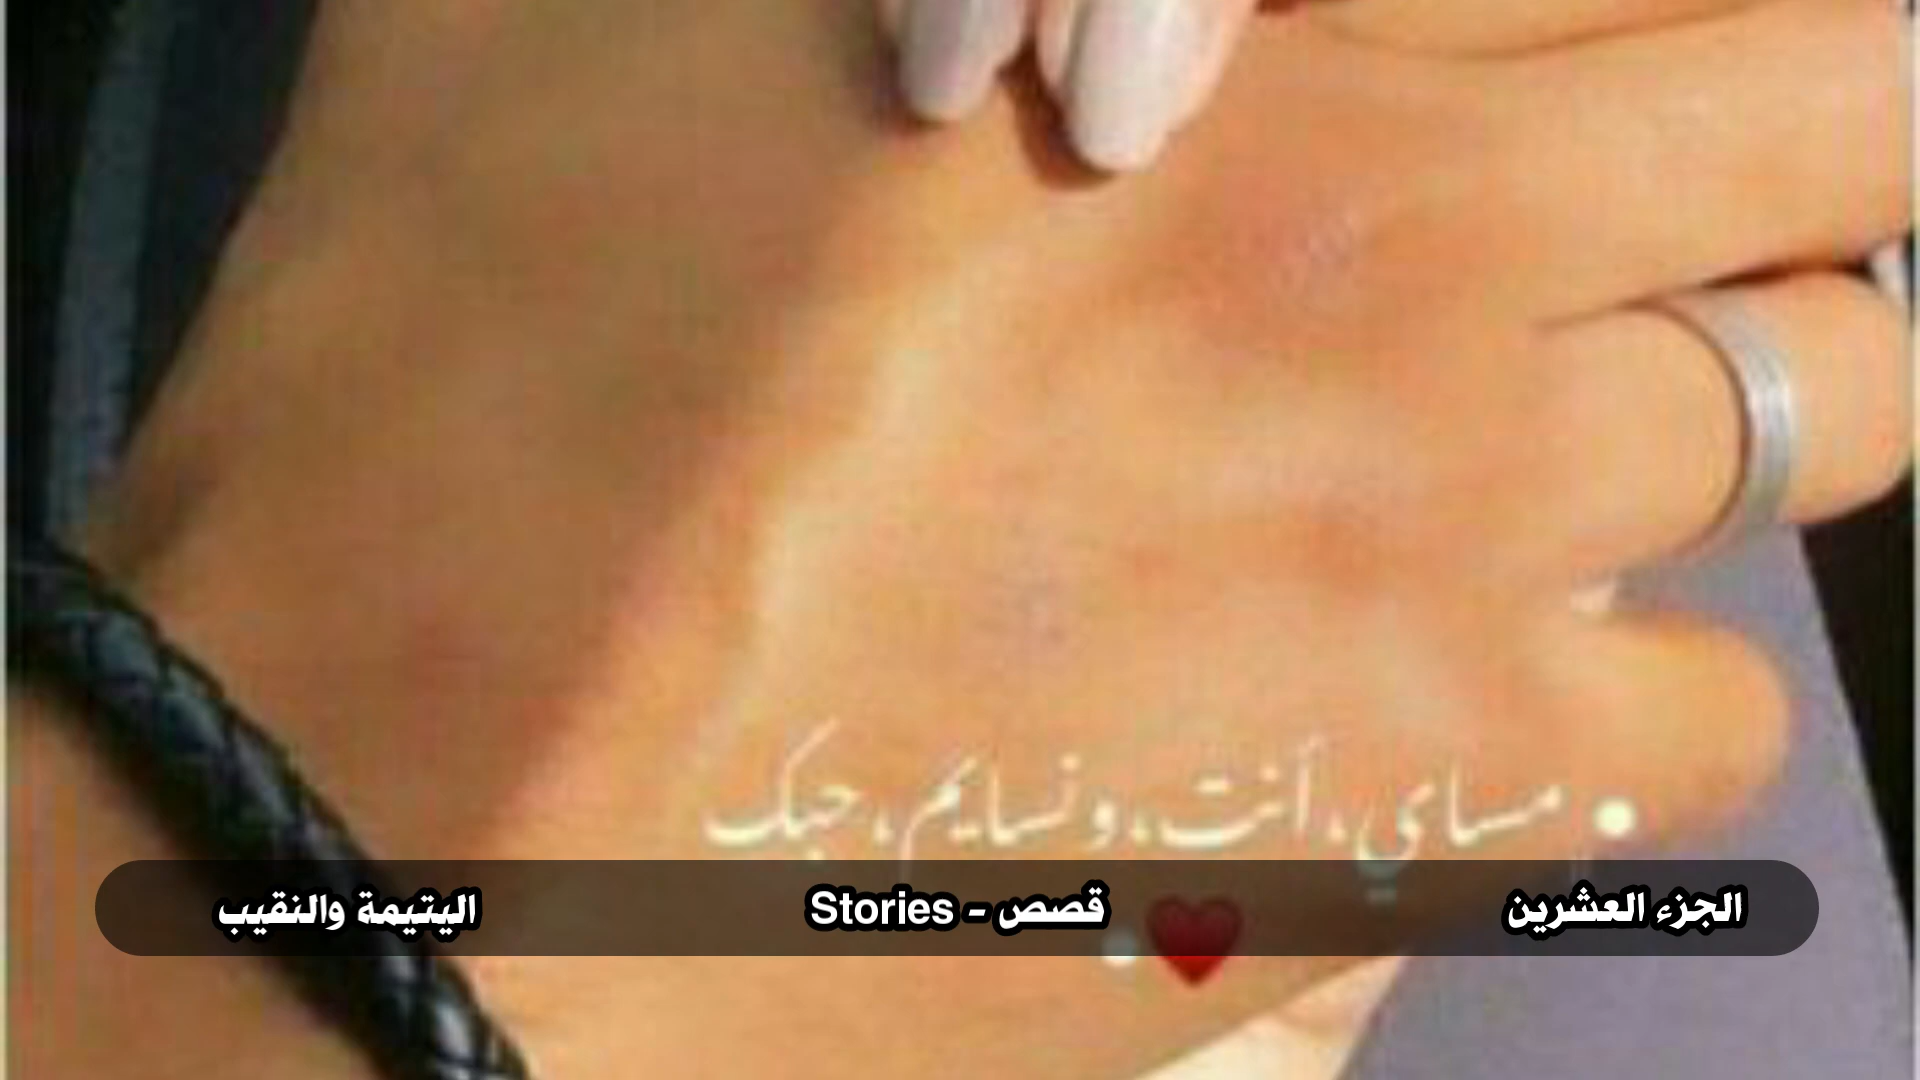 • مساي، أنت، ونسايم، حبك
الجزء العشرين
قصص - Stories
اليتيمة والنقيب